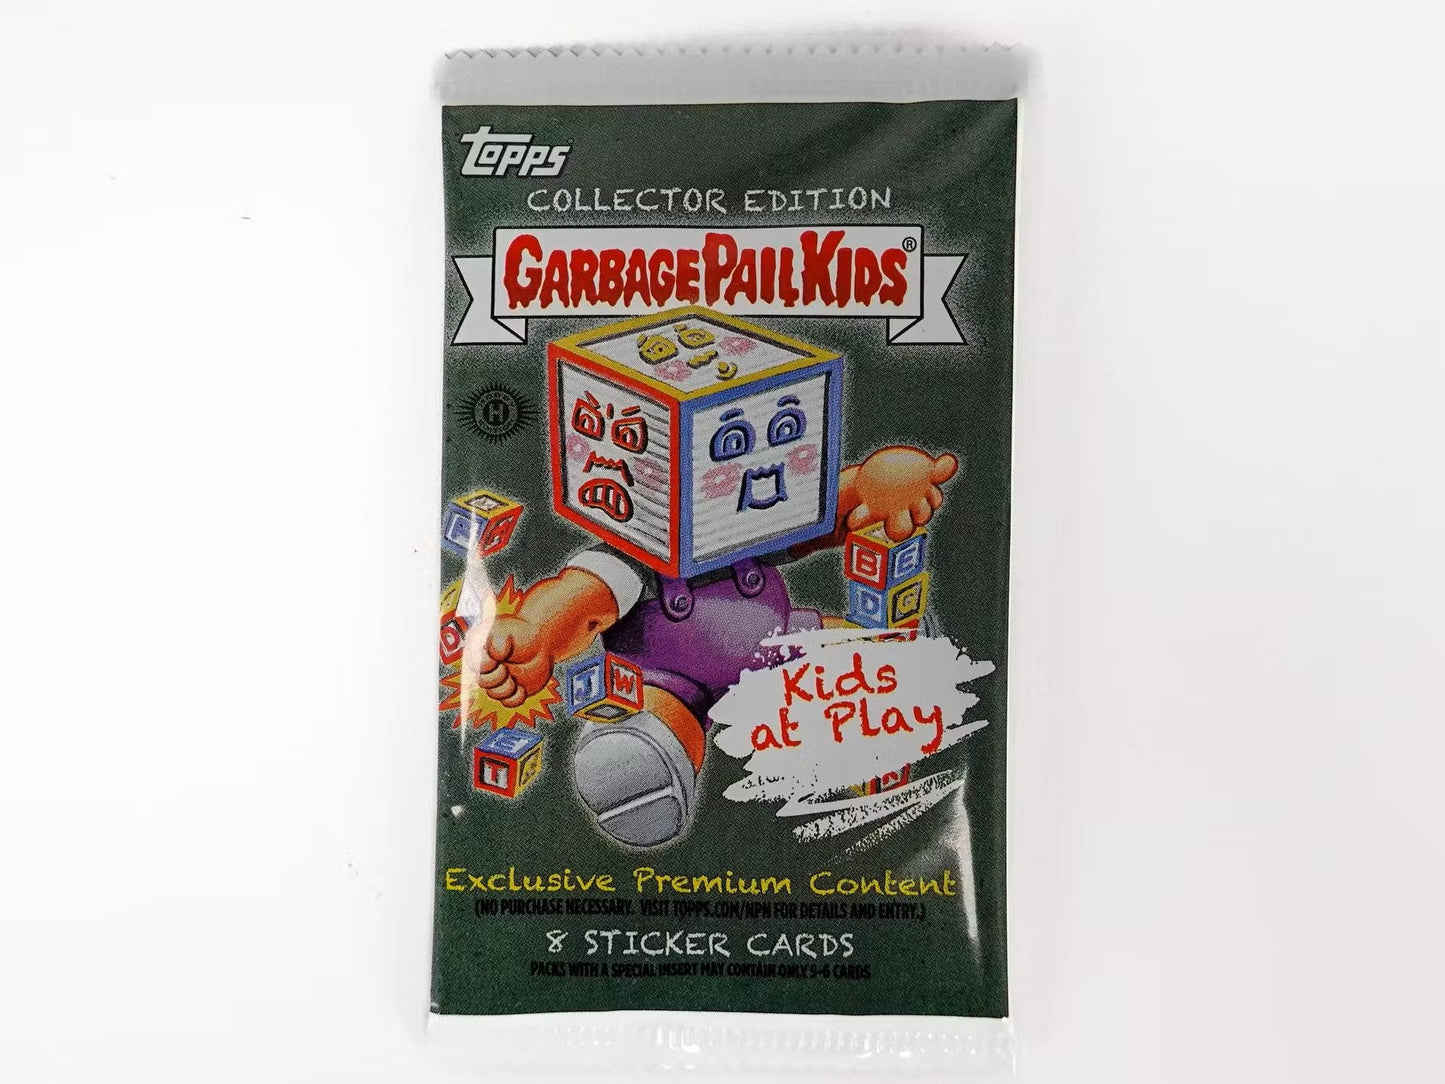 topps
COLLECTOR EDITION
GARBAGE PAIL KIDS®
H
B E
D G
J W
E
T
Kids
at Play
Exclusive Premium Content
(NO PURCHASE NECESSARY. VISIT TOPPS.COM/NPN FOR DETAILS AND ENTRY.)
8 STICKER CARDS
PACKS WITH A SPECIAL INSERT MAY CONTAIN ONLY 5-6 CARDS